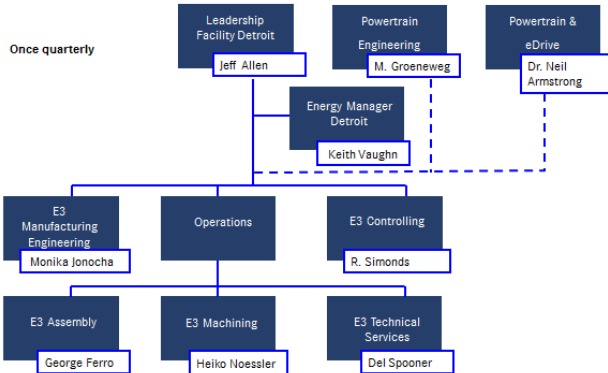 Once quarterly
Leadership
Facility Detroit
Jeff Allen
Powertrain
Engineering
M. Groeneweg
Powertrain &
eDrive
Dr. Neil
Armstrong
Energy Manager
Detroit
Keith Vaughn
E3
Manufacturing
Engineering
Monika Jonocha
Operations
E3 Controlling
R. Simonds
E3 Assembly
George Ferro
E3 Machining
Heiko Noessler
E3 Technical
Services
Del Spooner